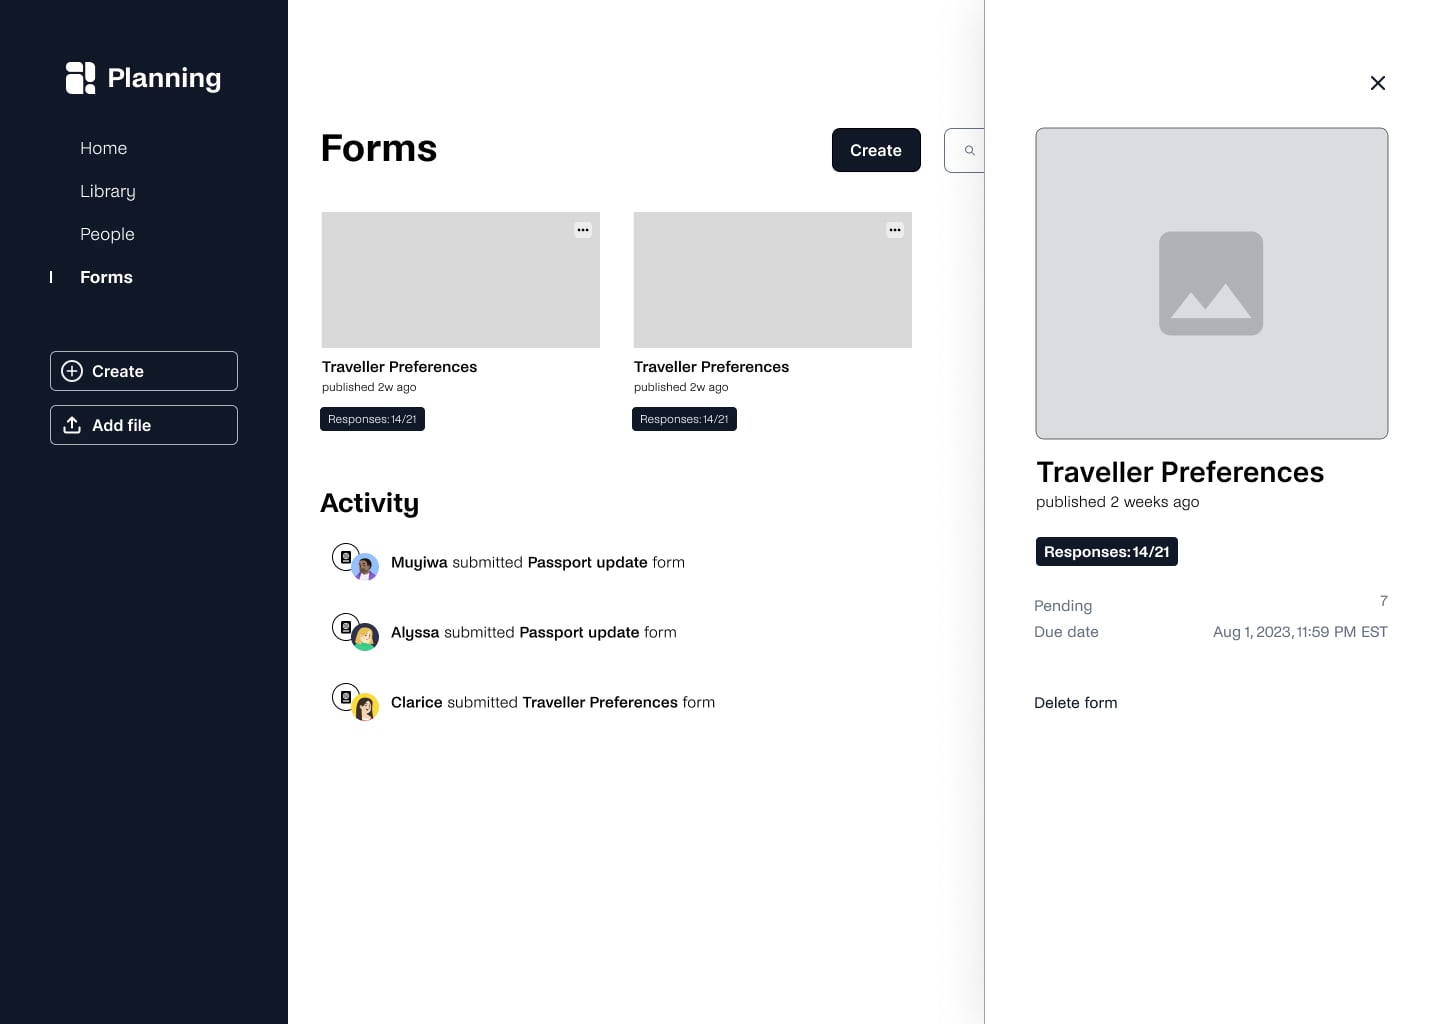 Planning
Home
Library
People
Forms
Create
Add file
Forms
Create
Traveller Preferences
published 2w ago
Responses: 14/21
Traveller Preferences
published 2w ago
Responses: 14/21
Activity
Muyiwa submitted Passport update form
Alyssa submitted Passport update form
Clarice submitted Traveller Preferences form
Traveller Preferences
published 2 weeks ago
Responses: 14/21
Pending 7
Due date Aug 1, 2023, 11:59 PM EST
Delete form